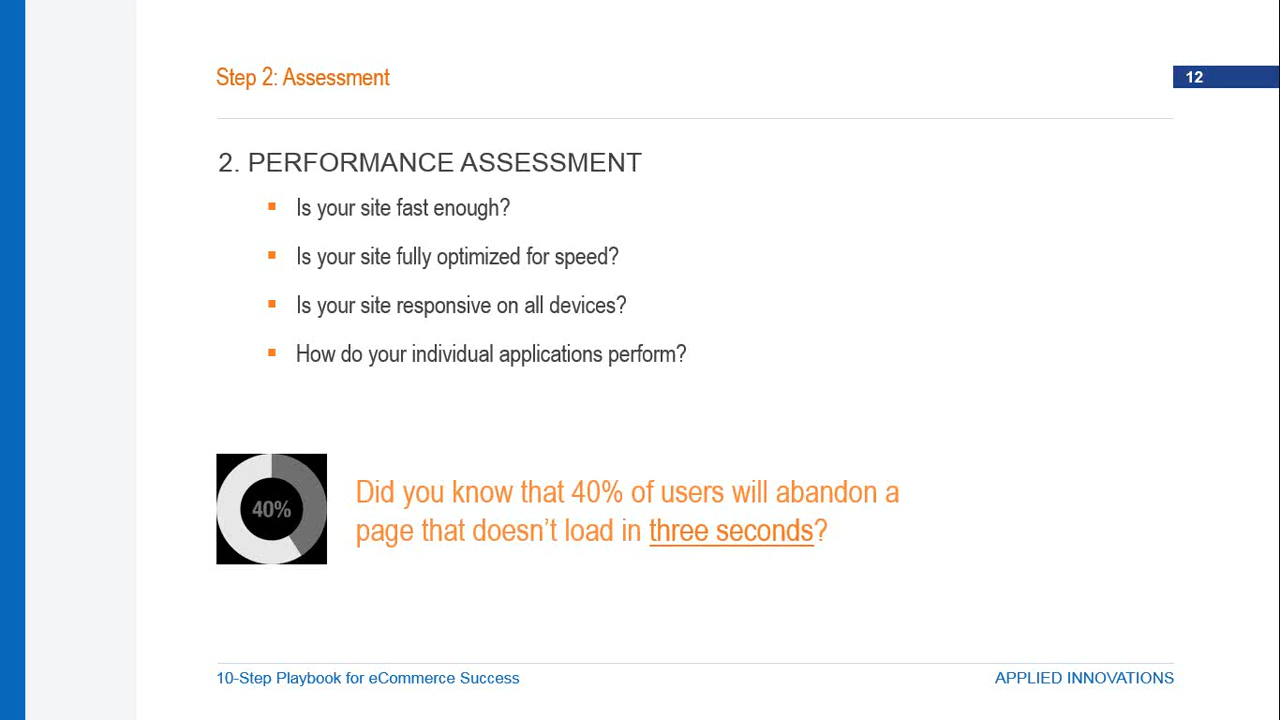 Step 2: Assessment
12
2. PERFORMANCE ASSESSMENT
Is your site fast enough?
Is your site fully optimized for speed?
Is your site responsive on all devices?
How do your individual applications perform?
40%
Did you know that 40% of users will abandon a
page that doesn’t load in three seconds?
10-Step Playbook for eCommerce Success
APPLIED INNOVATIONS